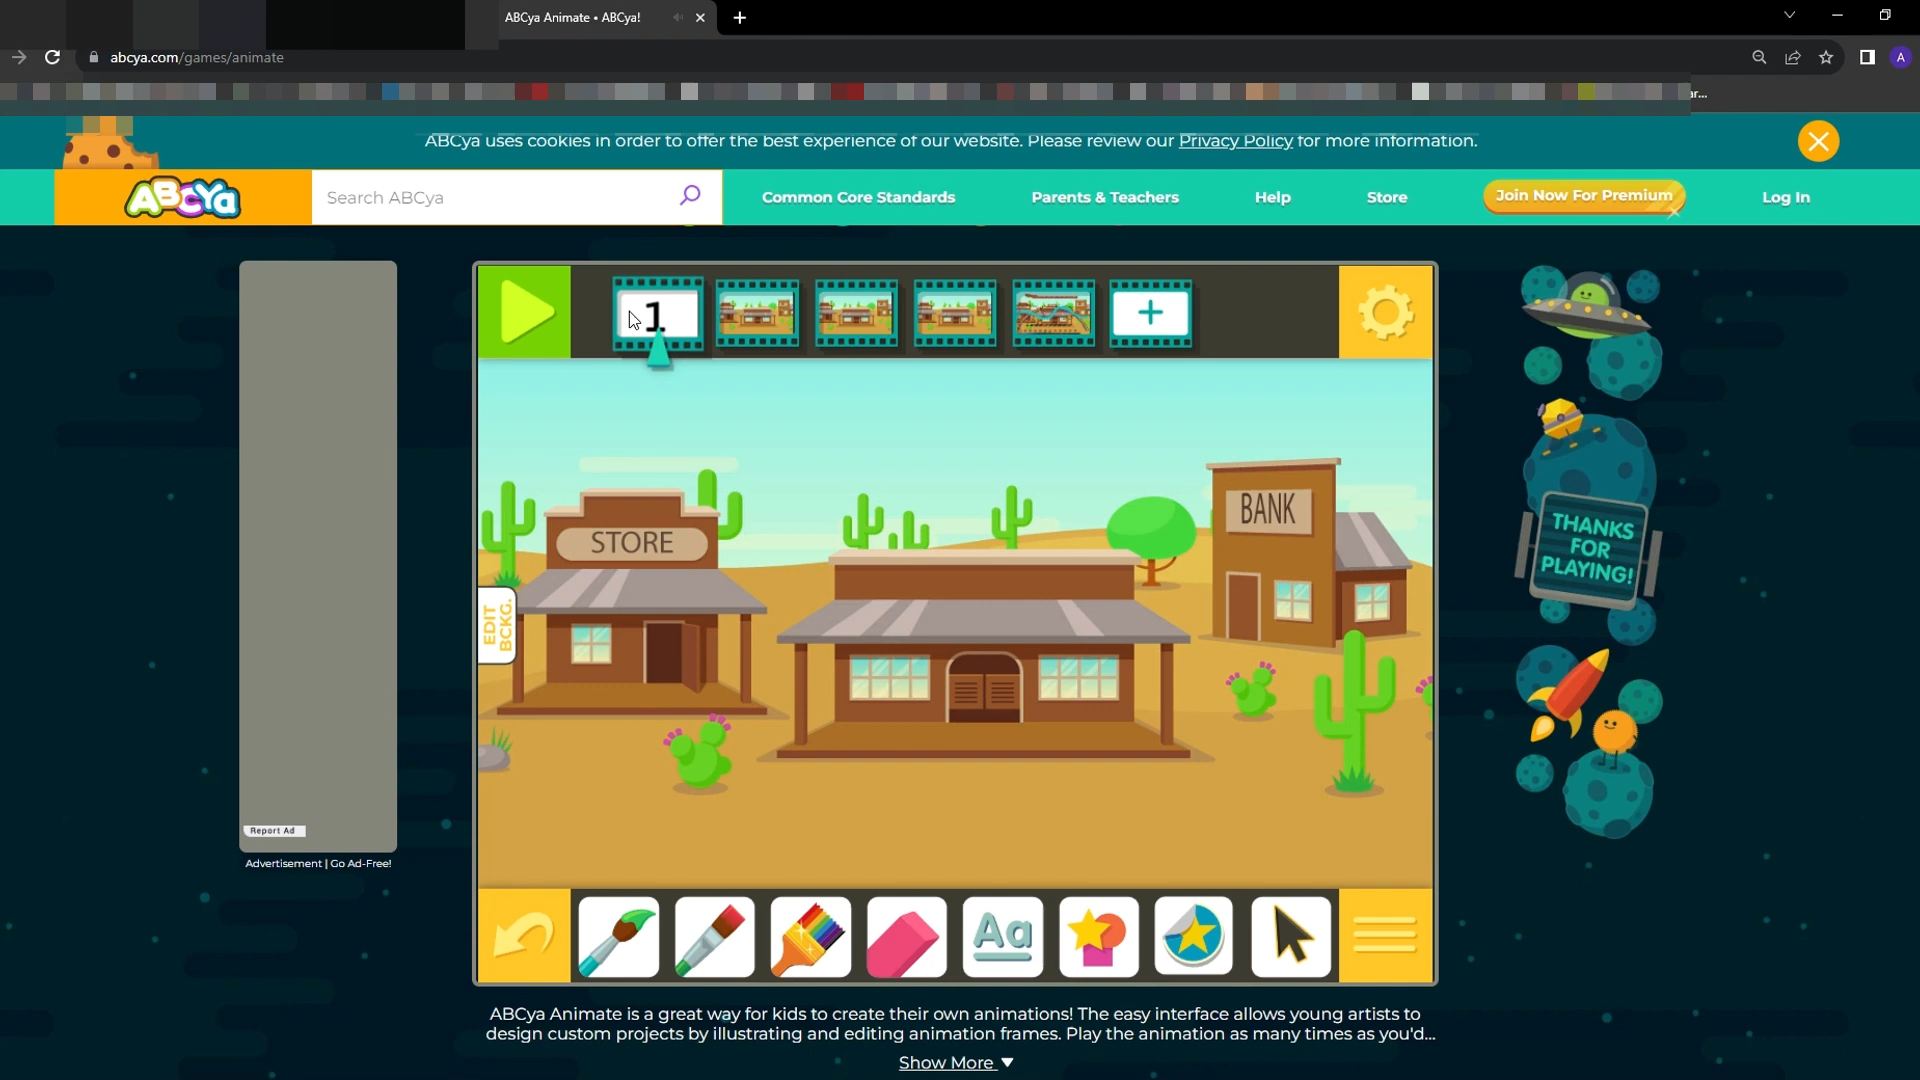 ABCya Animate • ABCya!
abcya.com/games/animate
A
ar...
ABCya uses cookies in order to offer the best experience of our website. Please review our Privacy Policy for more information.
ABCYa
Search ABCya
Common Core Standards
Parents & Teachers
Help
Store
Join Now For Premium
Log In
1
STORE
BANK
EDIT
BCKG.
THANKS
FOR
PLAYING!
Report Ad
Advertisement | Go Ad-Free!
Aa
ABCya Animate is a great way for kids to create their own animations! The easy interface allows young artists to
design custom projects by illustrating and editing animation frames. Play the animation as many times as you'd...
Show More